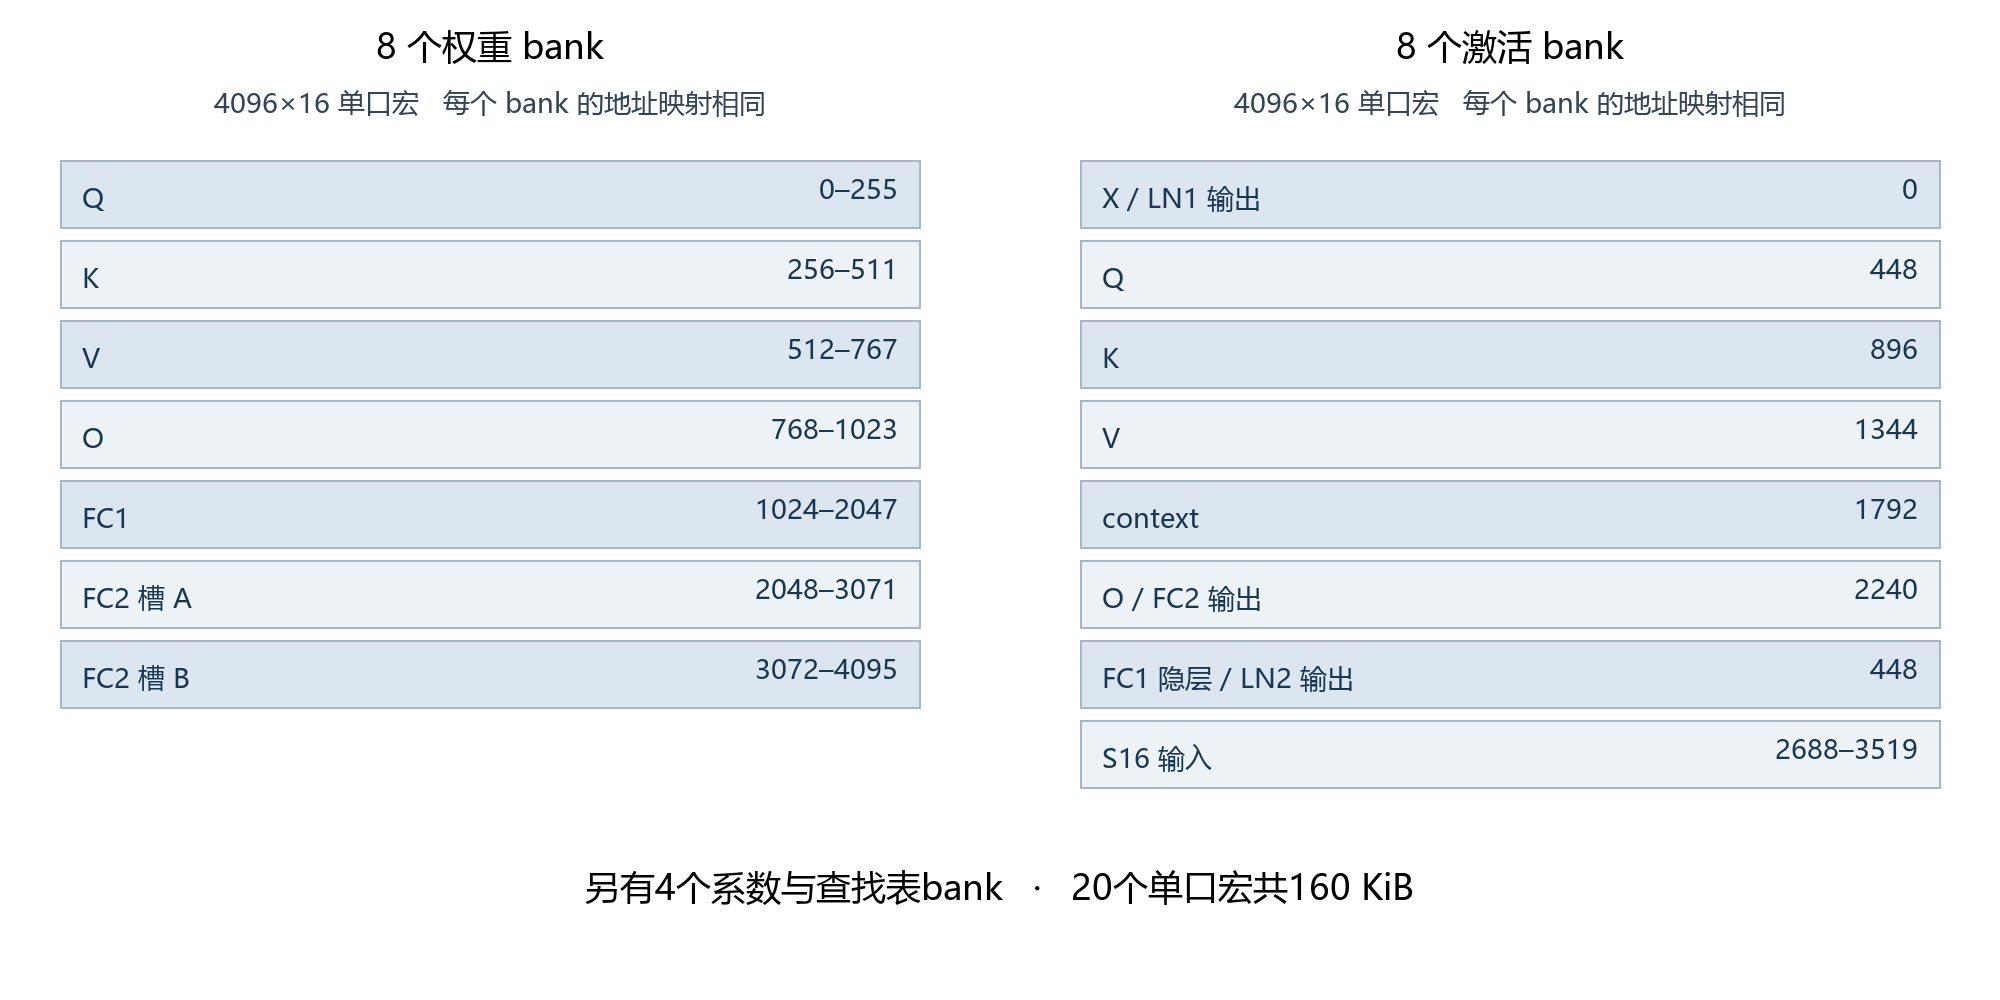 8 个权重 bank
4096×16 单口宏 每个 bank 的地址映射相同
Q 0–255
K 256–511
V 512–767
O 768–1023
FC1 1024–2047
FC2 槽 A 2048–3071
FC2 槽 B 3072–4095
8 个激活 bank
4096×16 单口宏 每个 bank 的地址映射相同
X / LN1 输出 0
Q 448
K 896
V 1344
context 1792
O / FC2 输出 2240
FC1 隐层 / LN2 输出 448
S16 输入 2688–3519
另有4个系数与查找表bank · 20个单口宏共160 KiB